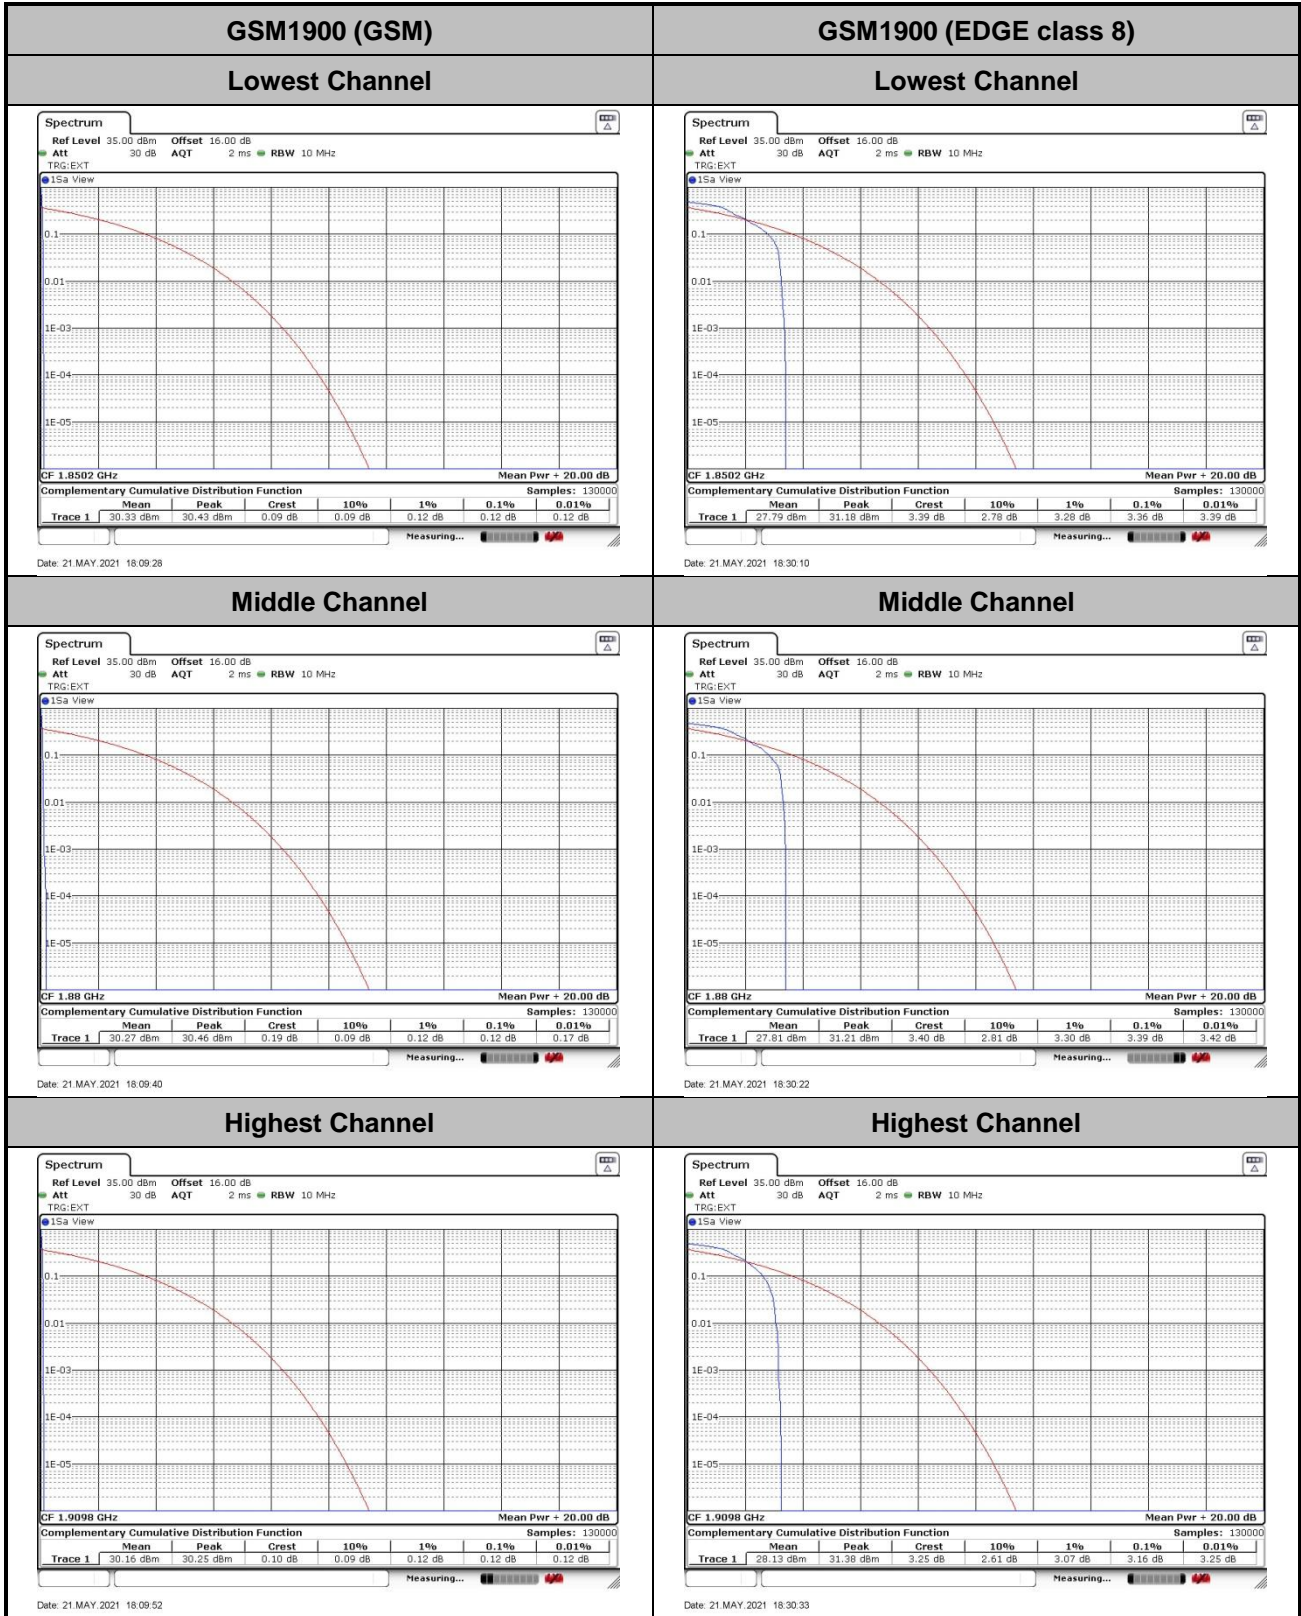 GSM1900 (GSM) GSM1900 (EDGE class 8)
Lowest Channel Lowest Channel
Spectrum
Ref Level 35.00 dBm Offset 16.00 dB
Att 30 dB AQT 2 ms RBW 10 MHz
TRG:EXT
1Sa View
0.1
0.01
1E-03
1E-04
1E-05
CF 1.8502 GHz Mean Pwr + 20.00 dB
Complementary Cumulative Distribution Function Samples: 130000
Mean Peak Crest 10% 1% 0.1% 0.01%
Trace 1 30.33 dBm 30.43 dBm 0.09 dB 0.09 dB 0.12 dB 0.12 dB 0.12 dB
Measuring...
Date: 21.MAY.2021 18:09:28
Spectrum
Ref Level 35.00 dBm Offset 16.00 dB
Att 30 dB AQT 2 ms RBW 10 MHz
TRG:EXT
1Sa View
0.1
0.01
1E-03
1E-04
1E-05
CF 1.8502 GHz Mean Pwr + 20.00 dB
Complementary Cumulative Distribution Function Samples: 130000
Mean Peak Crest 10% 1% 0.1% 0.01%
Trace 1 27.79 dBm 31.18 dBm 3.39 dB 2.78 dB 3.28 dB 3.36 dB 3.39 dB
Measuring...
Date: 21.MAY.2021 18:30:10
Middle Channel Middle Channel
Spectrum
Ref Level 35.00 dBm Offset 16.00 dB
Att 30 dB AQT 2 ms RBW 10 MHz
TRG:EXT
1Sa View
0.1
0.01
1E-03
1E-04
1E-05
CF 1.88 GHz Mean Pwr + 20.00 dB
Complementary Cumulative Distribution Function Samples: 130000
Mean Peak Crest 10% 1% 0.1% 0.01%
Trace 1 30.27 dBm 30.46 dBm 0.19 dB 0.09 dB 0.12 dB 0.12 dB 0.17 dB
Measuring...
Date: 21.MAY.2021 18:09:40
Spectrum
Ref Level 35.00 dBm Offset 16.00 dB
Att 30 dB AQT 2 ms RBW 10 MHz
TRG:EXT
1Sa View
0.1
0.01
1E-03
1E-04
1E-05
CF 1.88 GHz Mean Pwr + 20.00 dB
Complementary Cumulative Distribution Function Samples: 130000
Mean Peak Crest 10% 1% 0.1% 0.01%
Trace 1 27.81 dBm 31.21 dBm 3.40 dB 2.81 dB 3.30 dB 3.39 dB 3.42 dB
Measuring...
Date: 21.MAY.2021 18:30:22
Highest Channel Highest Channel
Spectrum
Ref Level 35.00 dBm Offset 16.00 dB
Att 30 dB AQT 2 ms RBW 10 MHz
TRG:EXT
1Sa View
0.1
0.01
1E-03
1E-04
1E-05
CF 1.9098 GHz Mean Pwr + 20.00 dB
Complementary Cumulative Distribution Function Samples: 130000
Mean Peak Crest 10% 1% 0.1% 0.01%
Trace 1 30.16 dBm 30.25 dBm 0.10 dB 0.09 dB 0.12 dB 0.12 dB 0.12 dB
Measuring...
Date: 21.MAY.2021 18:09:52
Spectrum
Ref Level 35.00 dBm Offset 16.00 dB
Att 30 dB AQT 2 ms RBW 10 MHz
TRG:EXT
1Sa View
0.1
0.01
1E-03
1E-04
1E-05
CF 1.9098 GHz Mean Pwr + 20.00 dB
Complementary Cumulative Distribution Function Samples: 130000
Mean Peak Crest 10% 1% 0.1% 0.01%
Trace 1 28.13 dBm 31.38 dBm 3.25 dB 2.61 dB 3.07 dB 3.16 dB 3.25 dB
Measuring...
Date: 21.MAY.2021 18:30:33